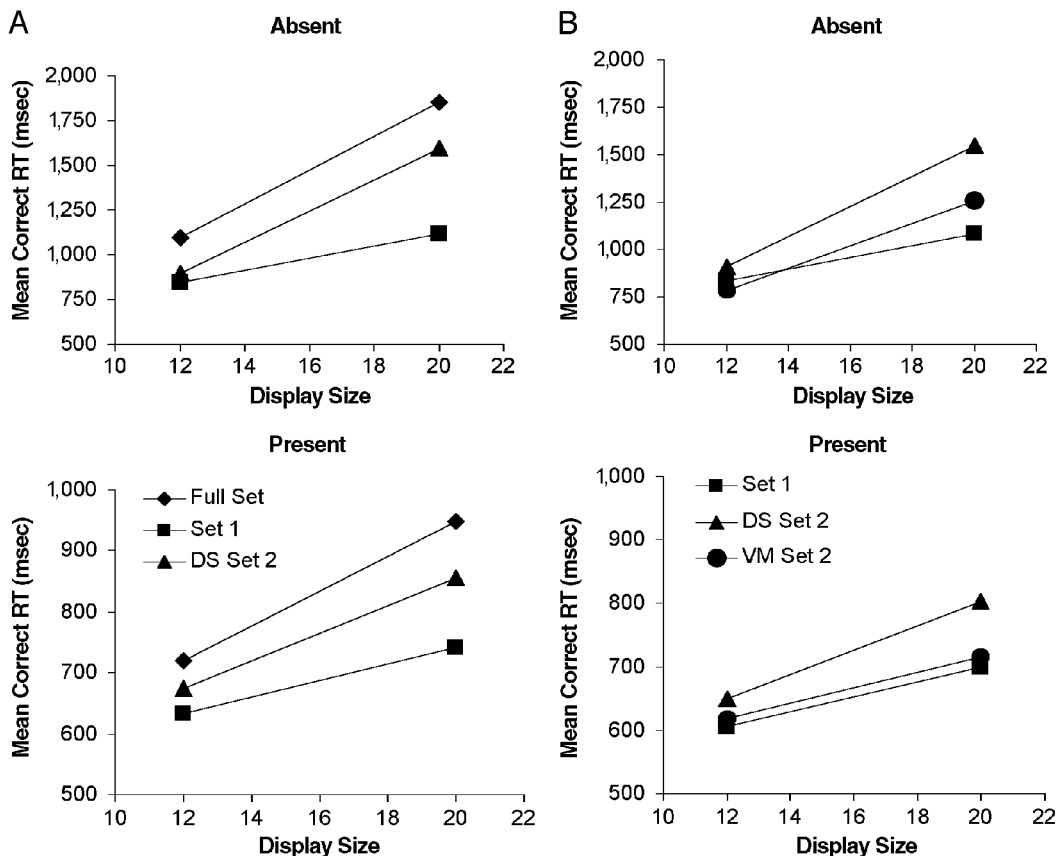 A
Absent
Mean Correct RT (msec)
2,000
1,750
1,500
1,250
1,000
750
500
10 12 14 16 18 20 22
Display Size
Present
Mean Correct RT (msec)
1,000
900
800
700
600
500
Full Set
Set 1
DS Set 2
10 12 14 16 18 20 22
Display Size
B
Absent
Mean Correct RT (msec)
2,000
1,750
1,500
1,250
1,000
750
500
10 12 14 16 18 20 22
Display Size
Present
Mean Correct RT (msec)
1,000
900
800
700
600
500
Set 1
DS Set 2
VM Set 2
10 12 14 16 18 20 22
Display Size